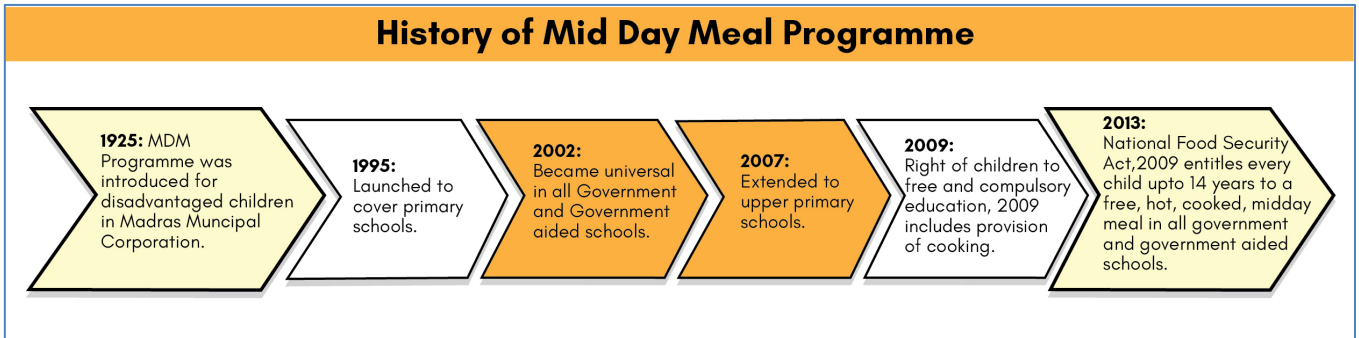 History of Mid Day Meal Programme
1925: MDM
Programme was
introduced for
disadvantaged children
in Madras Muncipal
Corporation.
1995:
Launched to
cover primary
schools.
2002:
Became universal
in all Government
and Government
aided schools.
2007:
Extended to
upper primary
schools.
2009:
Right of children to
free and compulsory
education, 2009
includes provision
of cooking.
2013:
National Food Security
Act,2009 entitles every
child upto 14 years to a
free, hot, cooked, midday
meal in all government
and government aided
schools.